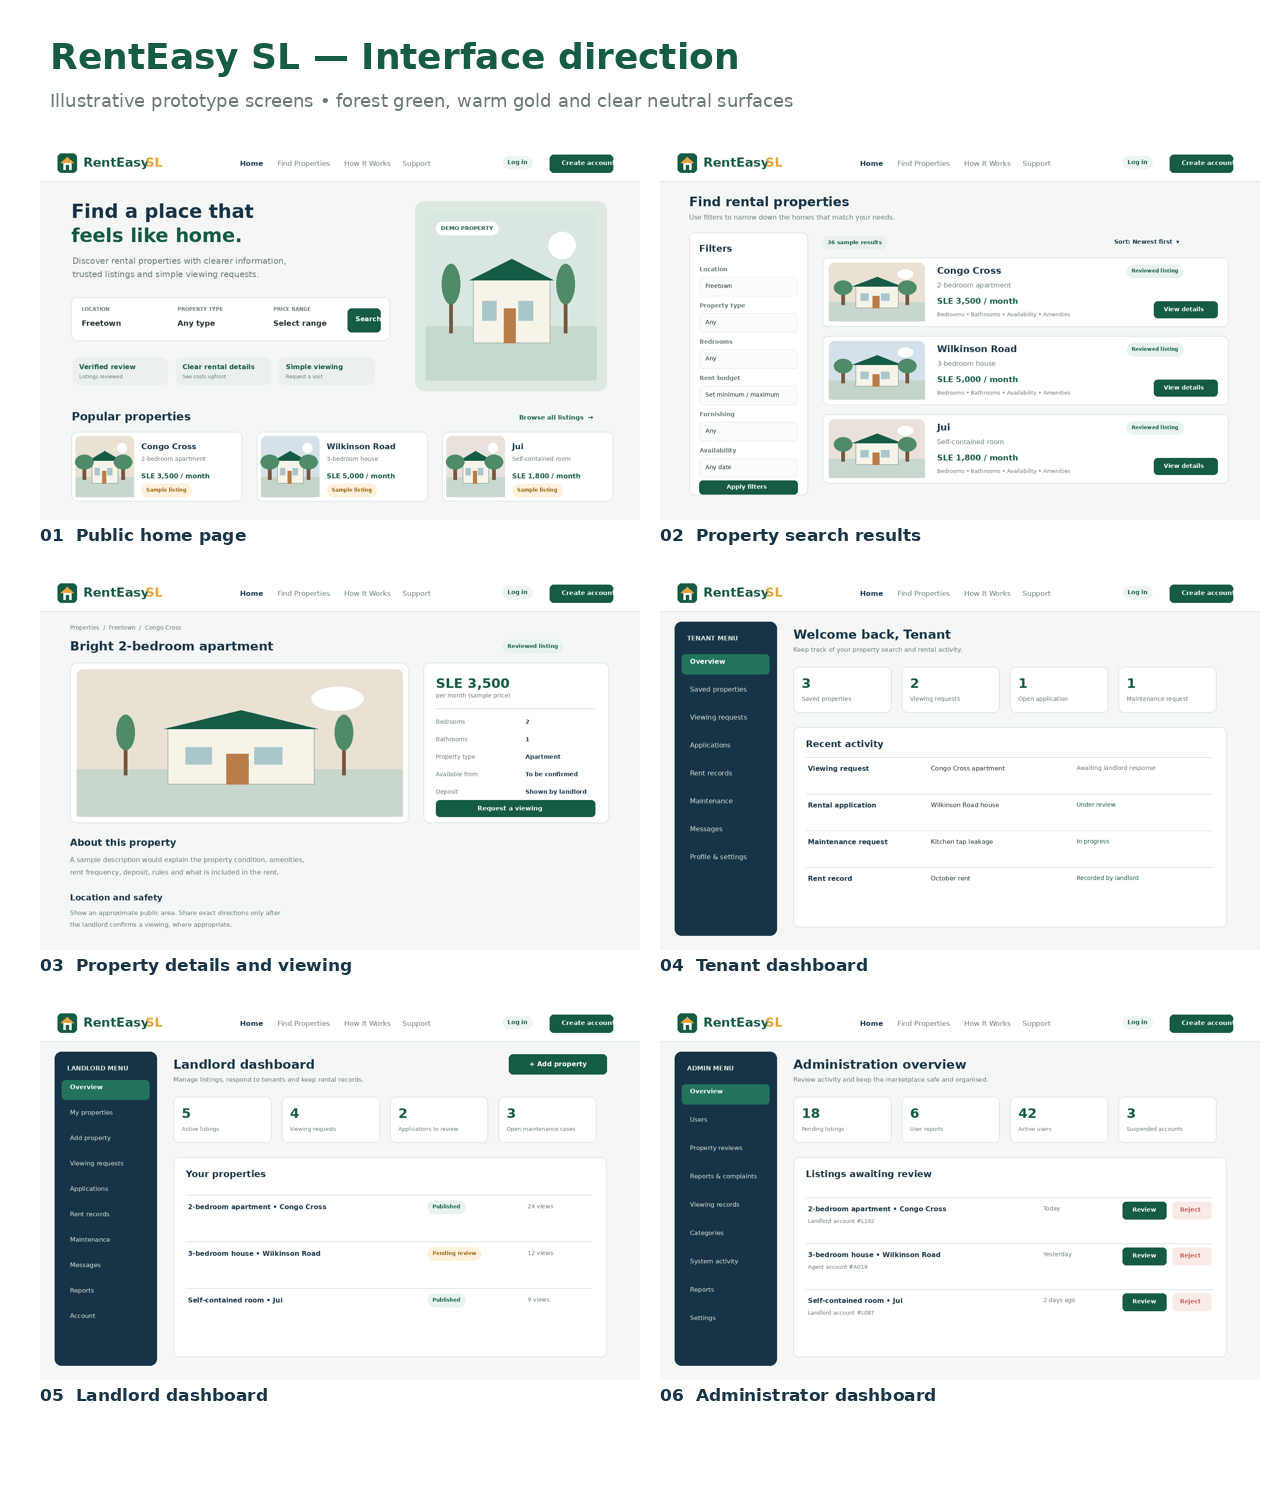 RentEasy SL — Interface direction
Illustrative prototype screens • forest green, warm gold and clear neutral surfaces
RentEasySL Home Find Properties How It Works Support Log in Create account
Find a place that
feels like home.
Discover rental properties with clearer information,
trusted listings and simple viewing requests.
LOCATION PROPERTY TYPE PRICE RANGE
Freetown Any type Select range Search
Verified review Clear rental details Simple viewing
Listings reviewed See costs upfront Request a visit
DEMO PROPERTY
Popular properties Browse all listings →
Congo Cross
2-bedroom apartment
SLE 3,500 / month
Sample listing
Wilkinson Road
3-bedroom house
SLE 5,000 / month
Sample listing
Jui
Self-contained room
SLE 1,800 / month
Sample listing
01 Public home page
RentEasySL Home Find Properties How It Works Support Log in Create account
Find rental properties
Use filters to narrow down the homes that match your needs.
Filters
Location
Freetown
Property type
Any
Bedrooms
Any
Rent budget
Set minimum / maximum
Furnishing
Any
Availability
Any date
Apply filters
36 sample results Sort: Newest first ▾
Congo Cross Reviewed listing
2-bedroom apartment
SLE 3,500 / month
Bedrooms • Bathrooms • Availability • Amenities View details
Wilkinson Road Reviewed listing
3-bedroom house
SLE 5,000 / month
Bedrooms • Bathrooms • Availability • Amenities View details
Jui Reviewed listing
Self-contained room
SLE 1,800 / month
Bedrooms • Bathrooms • Availability • Amenities View details
02 Property search results
RentEasySL Home Find Properties How It Works Support Log in Create account
Properties / Freetown / Congo Cross
Bright 2-bedroom apartment Reviewed listing
SLE 3,500
per month (sample price)
Bedrooms 2
Bathrooms 1
Property type Apartment
Available from To be confirmed
Deposit Shown by landlord
Request a viewing
About this property
A sample description would explain the property condition, amenities,
rent frequency, deposit, rules and what is included in the rent.
Location and safety
Show an approximate public area. Share exact directions only after
the landlord confirms a viewing, where appropriate.
03 Property details and viewing
RentEasySL Home Find Properties How It Works Support Log in Create account
TENANT MENU
Overview
Saved properties
Viewing requests
Applications
Rent records
Maintenance
Messages
Profile & settings
Welcome back, Tenant
Keep track of your property search and rental activity.
3 2 1 1
Saved properties Viewing requests Open application Maintenance request
Recent activity
Viewing request Congo Cross apartment Awaiting landlord response
Rental application Wilkinson Road house Under review
Maintenance request Kitchen tap leakage In progress
Rent record October rent Recorded by landlord
04 Tenant dashboard
RentEasySL Home Find Properties How It Works Support Log in Create account
LANDLORD MENU
Overview
My properties
Add property
Viewing requests
Applications
Rent records
Maintenance
Messages
Reports
Account
Landlord dashboard + Add property
Manage listings, respond to tenants and keep rental records.
5 4 2 3
Active listings Viewing requests Applications to review Open maintenance cases
Your properties
2-bedroom apartment • Congo Cross Published 24 views
3-bedroom house • Wilkinson Road Pending review 12 views
Self-contained room • Jui Published 9 views
05 Landlord dashboard
RentEasySL Home Find Properties How It Works Support Log in Create account
ADMIN MENU
Overview
Users
Property reviews
Reports & complaints
Viewing records
Categories
System activity
Reports
Settings
Administration overview
Review activity and keep the marketplace safe and organised.
18 6 42 3
Pending listings User reports Active users Suspended accounts
Listings awaiting review
2-bedroom apartment • Congo Cross Today Review Reject
Landlord account #L102
3-bedroom house • Wilkinson Road Yesterday Review Reject
Agent account #A019
Self-contained room • Jui 2 days ago Review Reject
Landlord account #L087
06 Administrator dashboard